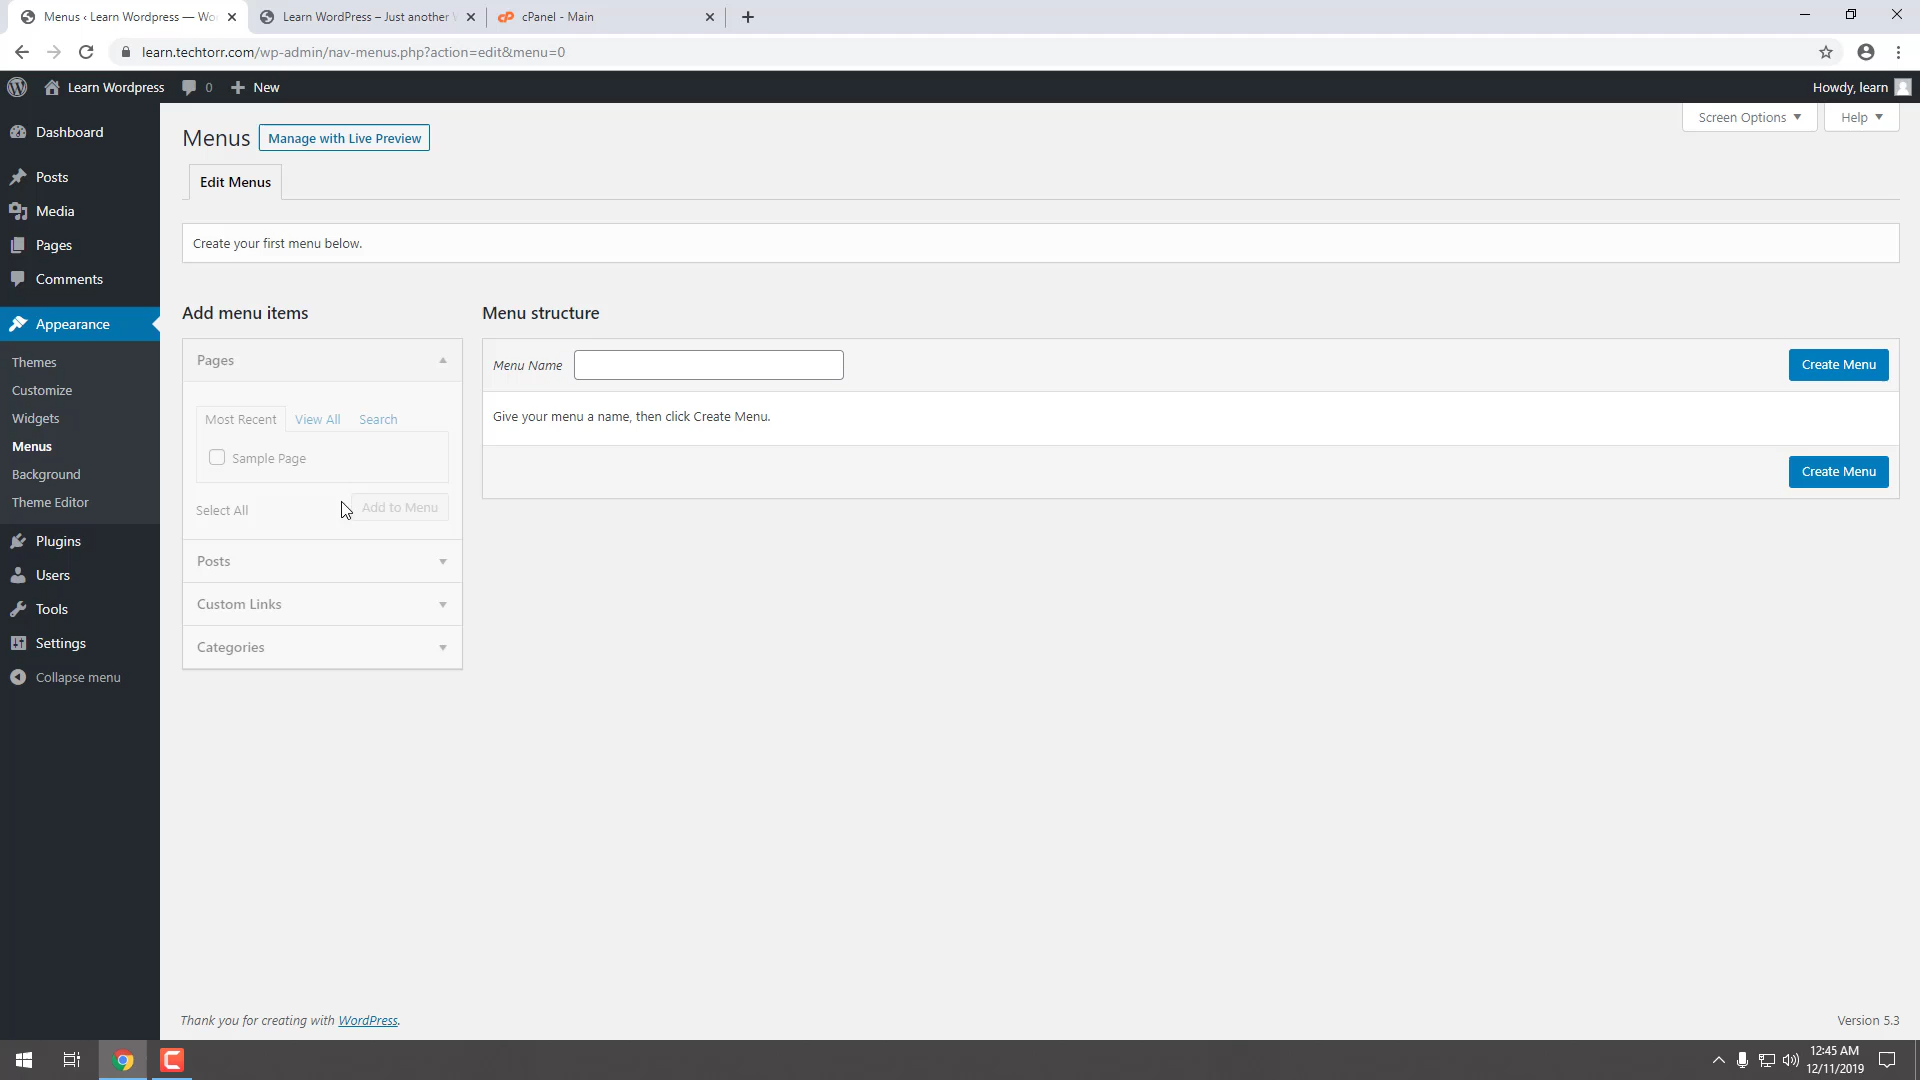 Menus ‹ Learn Wordpress — Wo
Learn WordPress – Just another
cPanel - Main
learn.techtorr.com/wp-admin/nav-menus.php?action=edit&menu=0
Learn Wordpress
0
New
Howdy, learn
Dashboard
Posts
Media
Pages
Comments
Appearance
Themes
Customize
Widgets
Menus
Background
Theme Editor
Plugins
Users
Tools
Settings
Collapse menu
Screen Options
Help
Menus
Manage with Live Preview
Edit Menus
Create your first menu below.
Add menu items
Pages
Most Recent View All Search
Sample Page
Select All
Add to Menu
Posts
Custom Links
Categories
Menu structure
Menu Name
Create Menu
Give your menu a name, then click Create Menu.
Create Menu
Thank you for creating with WordPress.
Version 5.3
12:45 AM
12/11/2019